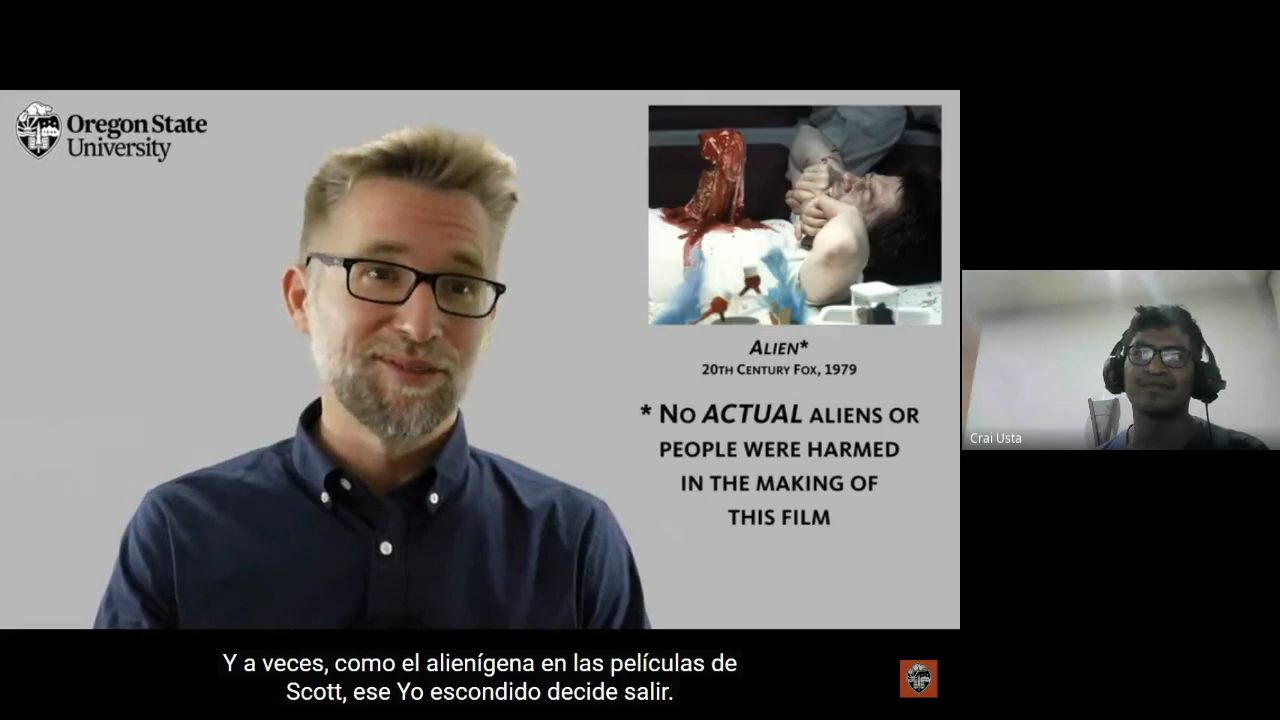 Oregon State
University
ALIEN*
20TH CENTURY FOX, 1979
* NO ACTUAL ALIENS OR
PEOPLE WERE HARMED
IN THE MAKING OF
THIS FILM
Crai Usta
Y a veces, como el alienígena en las películas de
Scott, ese Yo escondido decide salir.